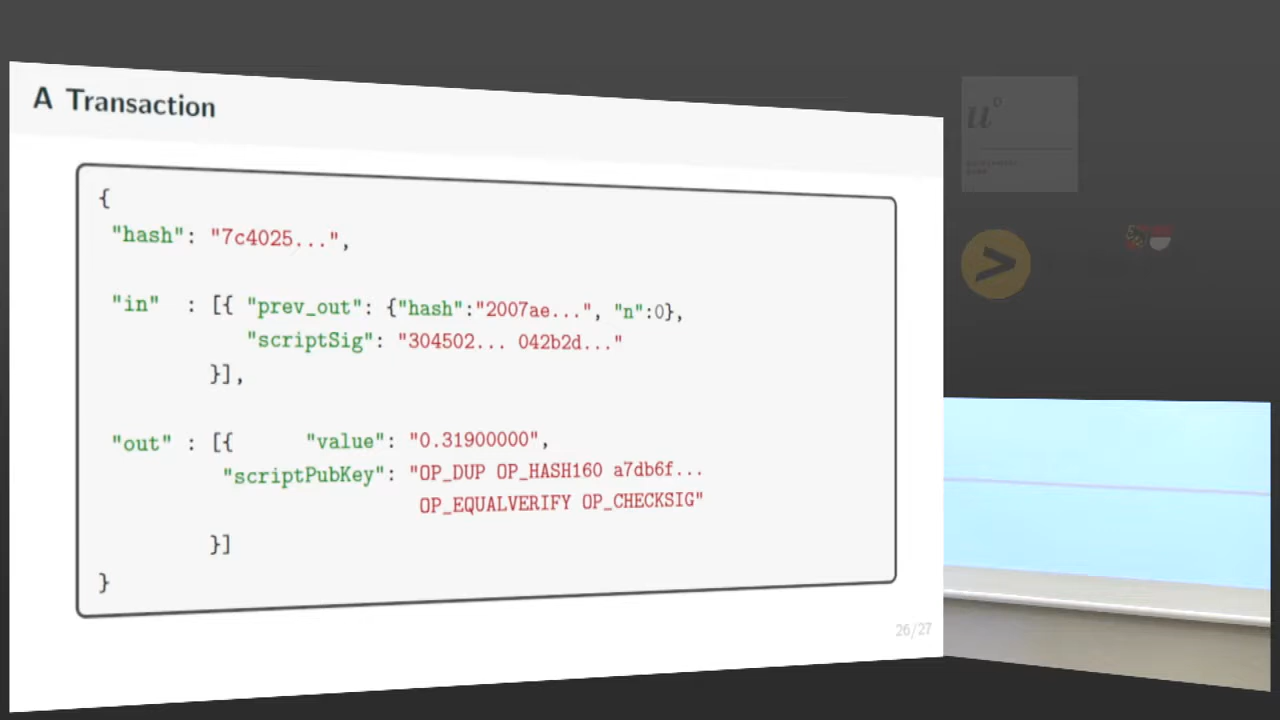 A Transaction
{
"hash": "7c4025...",
"in" : [{ "prev_out": {"hash":"2007ae...", "n":0},
"scriptSig": "304502... 042b2d..."
}],
"out" : [{ "value": "0.31900000",
"scriptPubKey": "OP_DUP OP_HASH160 a7db6f...
OP_EQUALVERIFY OP_CHECKSIG"
}]
}
26/27
u
b